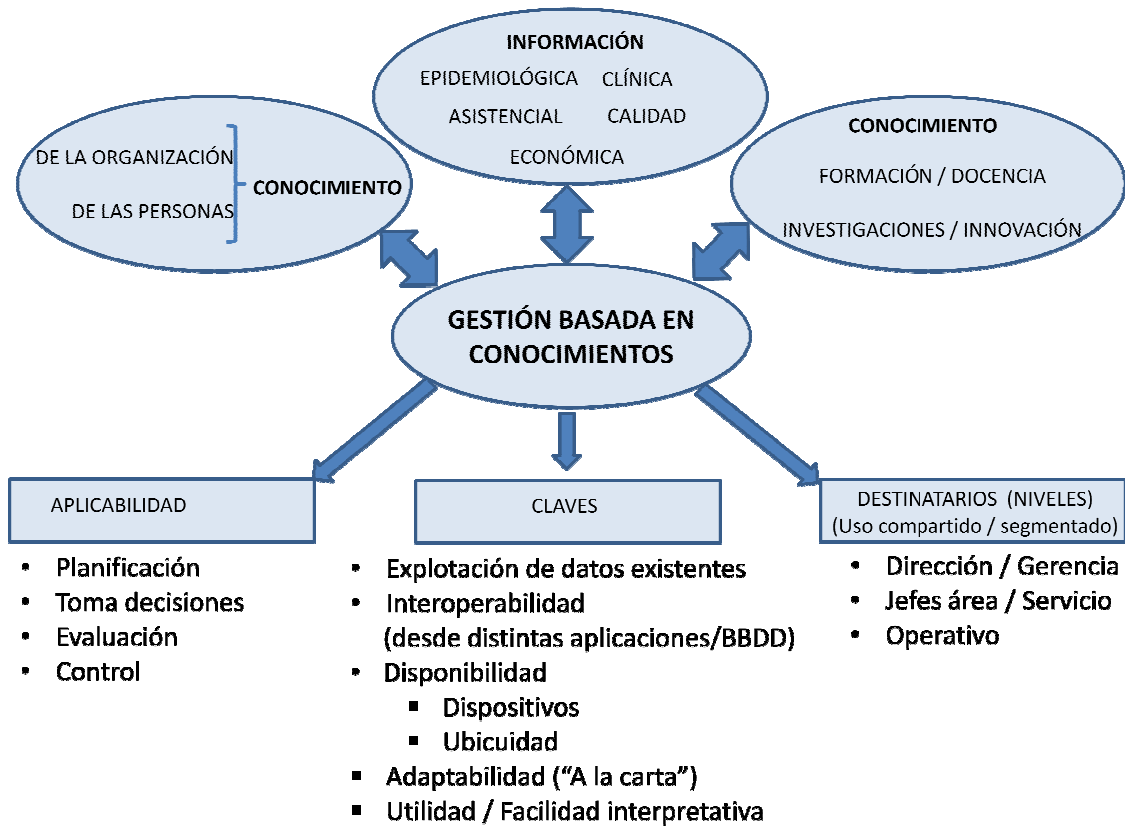 INFORMACIÓN
EPIDEMIOLÓGICA CLÍNICA
ASISTENCIAL CALIDAD
ECONÓMICA
DE LA ORGANIZACIÓN
CONOCIMIENTO
DE LAS PERSONAS
CONOCIMIENTO
FORMACIÓN / DOCENCIA
INVESTIGACIONES / INNOVACIÓN
GESTIÓN BASADA EN
CONOCIMIENTOS
APLICABILIDAD
• Planificación
• Toma decisiones
• Evaluación
• Control
CLAVES
• Explotación de datos existentes
• Interoperabilidad
(desde distintas aplicaciones/BBDD)
• Disponibilidad
▪ Dispositivos
▪ Ubicuidad
▪ Adaptabilidad (“A la carta”)
▪ Utilidad / Facilidad interpretativa
DESTINATARIOS (NIVELES)
(Uso compartido / segmentado)
• Dirección / Gerencia
• Jefes área / Servicio
• Operativo